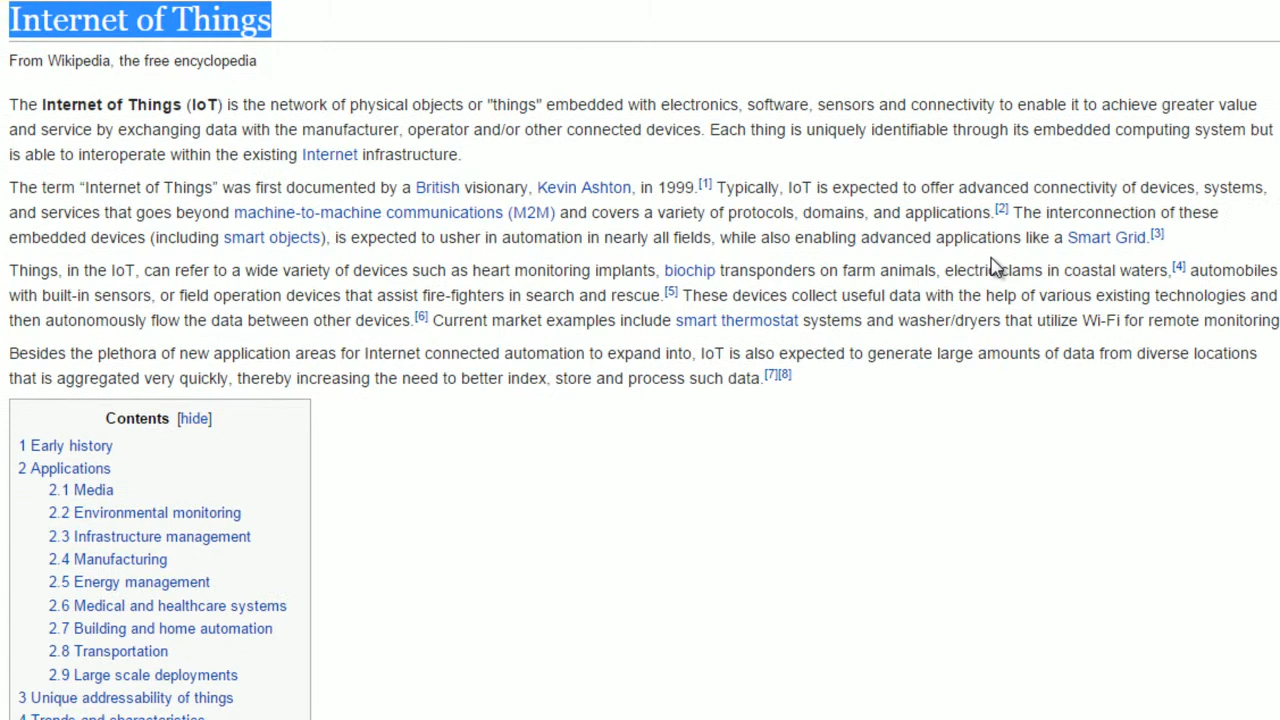 Internet of Things
From Wikipedia, the free encyclopedia
The Internet of Things (IoT) is the network of physical objects or "things" embedded with electronics, software, sensors and connectivity to enable it to achieve greater value
and service by exchanging data with the manufacturer, operator and/or other connected devices. Each thing is uniquely identifiable through its embedded computing system but
is able to interoperate within the existing Internet infrastructure.
The term “Internet of Things” was first documented by a British visionary, Kevin Ashton, in 1999.[1] Typically, IoT is expected to offer advanced connectivity of devices, systems,
and services that goes beyond machine-to-machine communications (M2M) and covers a variety of protocols, domains, and applications.[2] The interconnection of these
embedded devices (including smart objects), is expected to usher in automation in nearly all fields, while also enabling advanced applications like a Smart Grid.[3]
Things, in the IoT, can refer to a wide variety of devices such as heart monitoring implants, biochip transponders on farm animals, electric clams in coastal waters,[4] automobiles
with built-in sensors, or field operation devices that assist fire-fighters in search and rescue.[5] These devices collect useful data with the help of various existing technologies and
then autonomously flow the data between other devices.[6] Current market examples include smart thermostat systems and washer/dryers that utilize Wi-Fi for remote monitoring
Besides the plethora of new application areas for Internet connected automation to expand into, IoT is also expected to generate large amounts of data from diverse locations
that is aggregated very quickly, thereby increasing the need to better index, store and process such data.[7][8]
Contents [hide]
1 Early history
2 Applications
2.1 Media
2.2 Environmental monitoring
2.3 Infrastructure management
2.4 Manufacturing
2.5 Energy management
2.6 Medical and healthcare systems
2.7 Building and home automation
2.8 Transportation
2.9 Large scale deployments
3 Unique addressability of things
4 Trends and characteristics